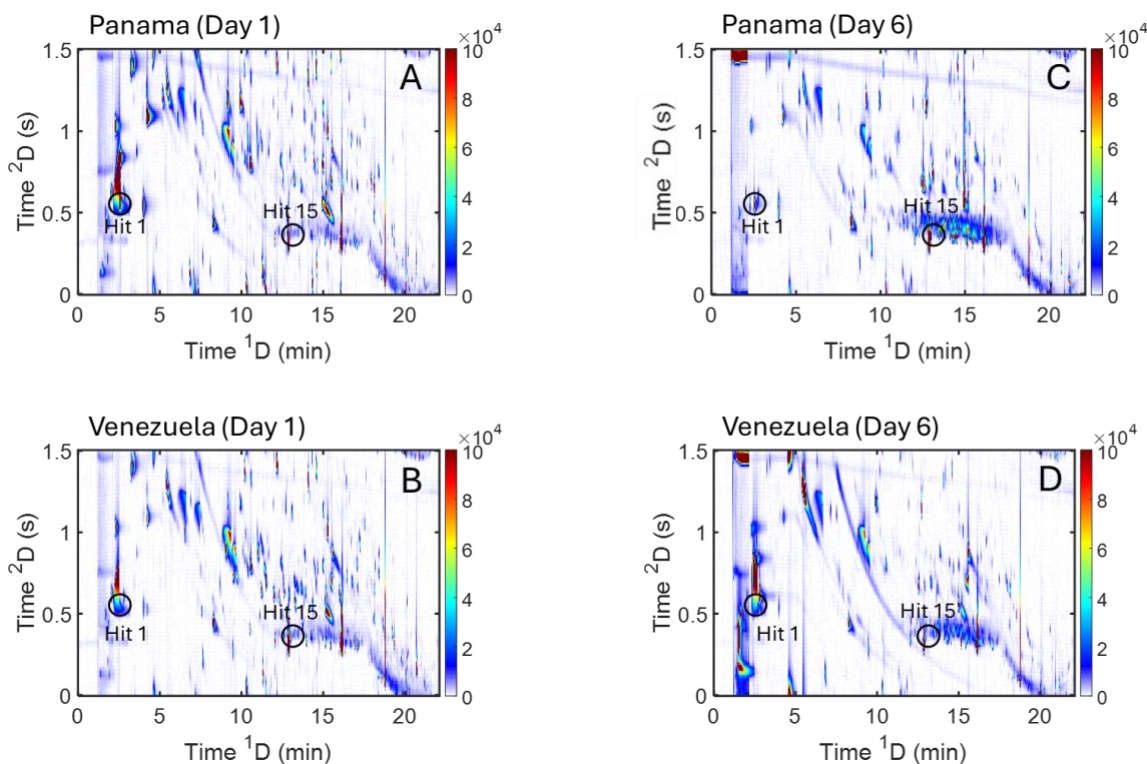 Panama (Day 1)
×10⁴
A
1.5
1
0.5
0
Time ²D (s)
Hit 1
Hit 15
0 5 10 15 20
Time ¹D (min)
10
8
6
4
2
0
Panama (Day 6)
×10⁴
C
1.5
1
0.5
0
Time ²D (s)
Hit 1
Hit 15
0 5 10 15 20
Time ¹D (min)
10
8
6
4
2
0
Venezuela (Day 1)
×10⁴
B
1.5
1
0.5
0
Time ²D (s)
Hit 1
Hit 15
0 5 10 15 20
Time ¹D (min)
10
8
6
4
2
0
Venezuela (Day 6)
×10⁴
D
1.5
1
0.5
0
Time ²D (s)
Hit 1
Hit 15
0 5 10 15 20
Time ¹D (min)
10
8
6
4
2
0